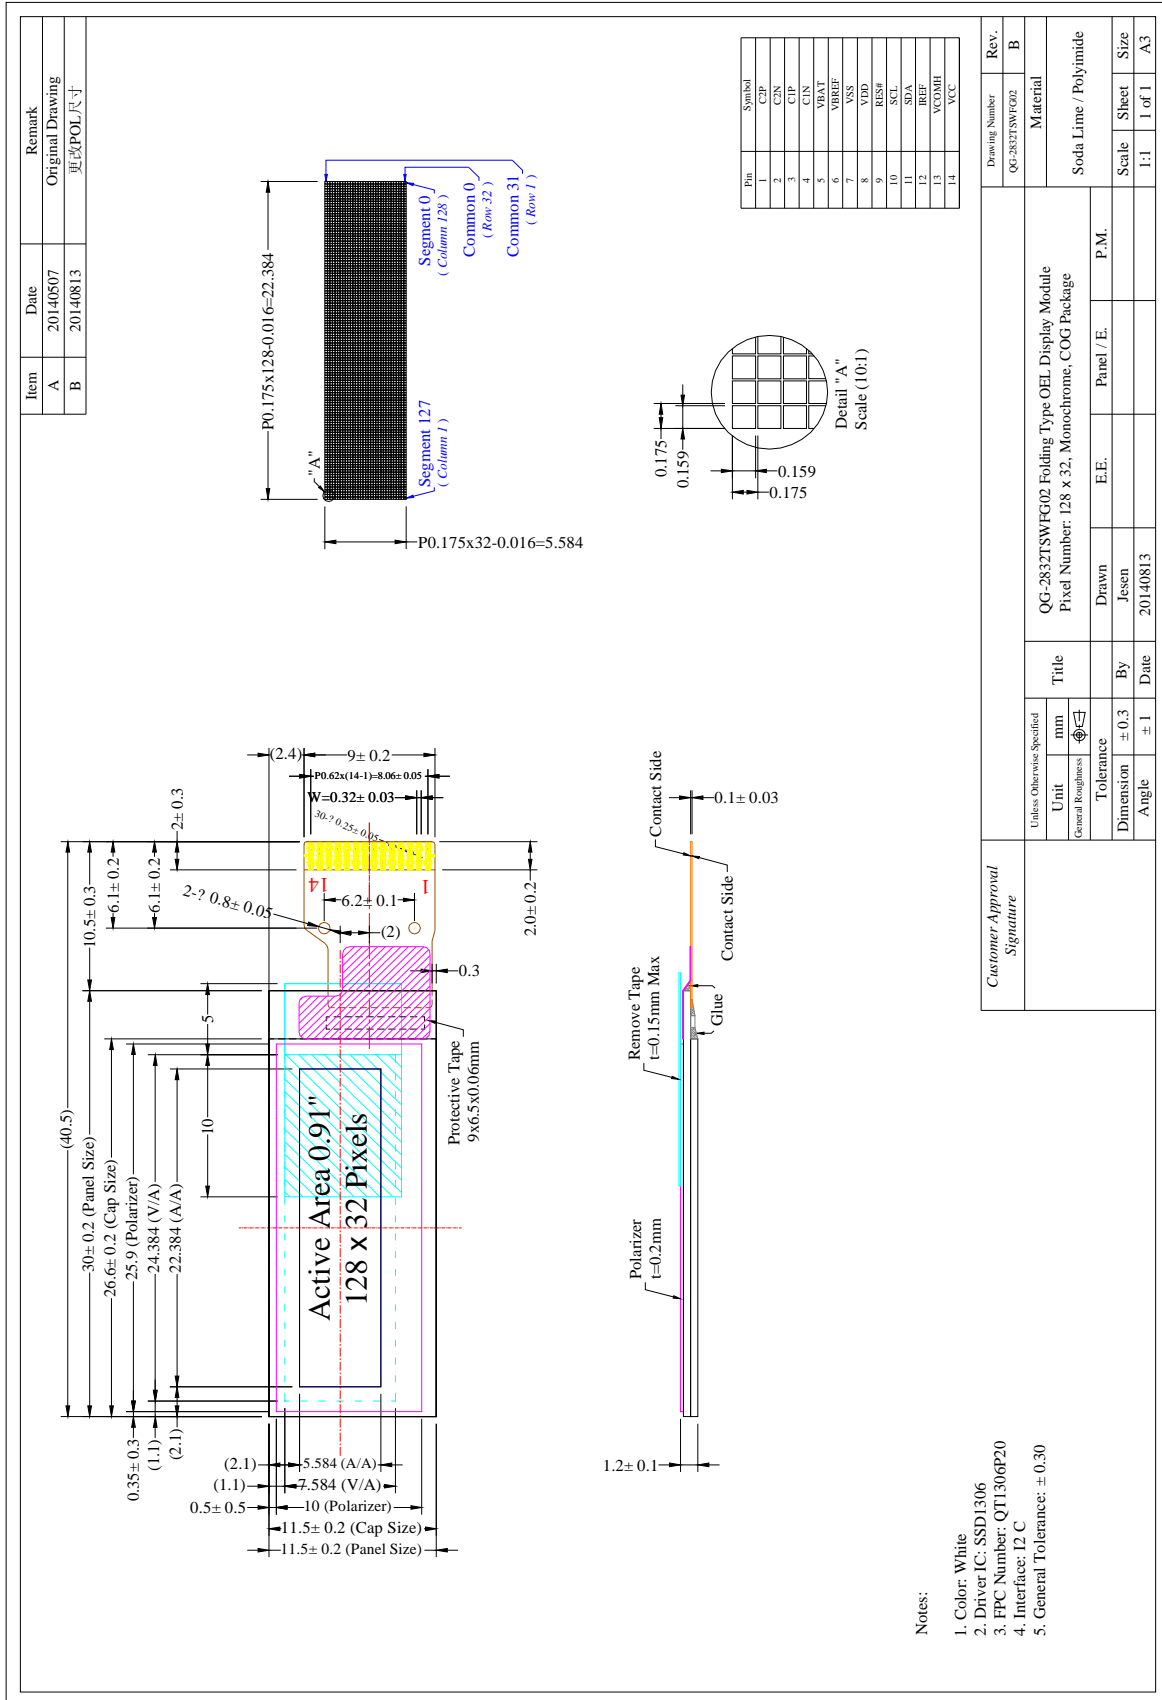 Item Date Remark
A 20140507 Original Drawing
B 20140813 更改POL尺寸
(40.5)
30±0.2 (Panel Size)
10.5±0.3
26.6±0.2 (Cap Size)
6.1±0.2
25.9 (Polarizer)
24.384 (V/A)
6.1±0.2
22.384 (A/A)
2±0.3
0.35±0.3
(1.1)
(2.1)
5
10
2-? 0.8±0.05
(2.1)
5.584 (A/A)
(1.1)
7.584 (V/A)
0.5±0.5
10 (Polarizer)
11.5±0.2 (Cap Size)
11.5±0.2 (Panel Size)
Active Area 0.91"
128 x 32 Pixels
(2.4)
9±0.2
P0.62x(14-1)=8.06±0.05
W=0.32±0.03
30-? 0.25±0.05
14
1
6.2±0.1
(2)
0.3
2.0±0.2
Protective Tape
9x6.5x0.06mm
P0.175x128-0.016=22.384
"A"
P0.175x32-0.016=5.584
Segment 127
( Column 1 )
Segment 0
( Column 128 )
Common 0
( Row 32 )
Common 31
( Row 1 )
1.2±0.1
Polarizer
t=0.2mm
Remove Tape
t=0.15mm Max
Glue
Contact Side
Contact Side
0.1±0.03
0.175
0.159
0.159
0.175
Detail "A"
Scale (10:1)
Pin Symbol
1 C2P
2 C2N
3 C1P
4 C1N
5 VBAT
6 VBREF
7 VSS
8 VDD
9 RES#
10 SCL
11 SDA
12 IREF
13 VCOMH
14 VCC
Notes:
1. Color: White
2. Driver IC: SSD1306
3. FPC Number: QT1306P20
4. Interface: I2 C
5. General Tolerance: ±0.30
Customer Approval
Signature
Unless Otherwise Specified
Unit mm
General Roughness
Tolerance
Dimension ±0.3
Angle ±1
Title
QG-2832TSWFG02 Folding Type OEL Display Module
Pixel Number: 128 x 32, Monochrome, COG Package
Drawing Number Rev.
QG-2832TSWFG02 B
Material
Soda Lime / Polyimide
Drawn E.E. Panel / E. P.M.
By Jesen
Date 20140813
Scale Sheet Size
1:1 1 of 1 A3